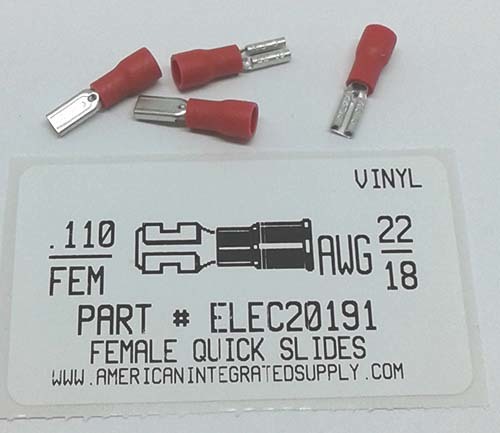 VINYL
.110
FEM
AWG 22
18
PART # ELEC20191
FEMALE QUICK SLIDES
WWW.AMERICANINTEGRATEDSUPPLY.COM